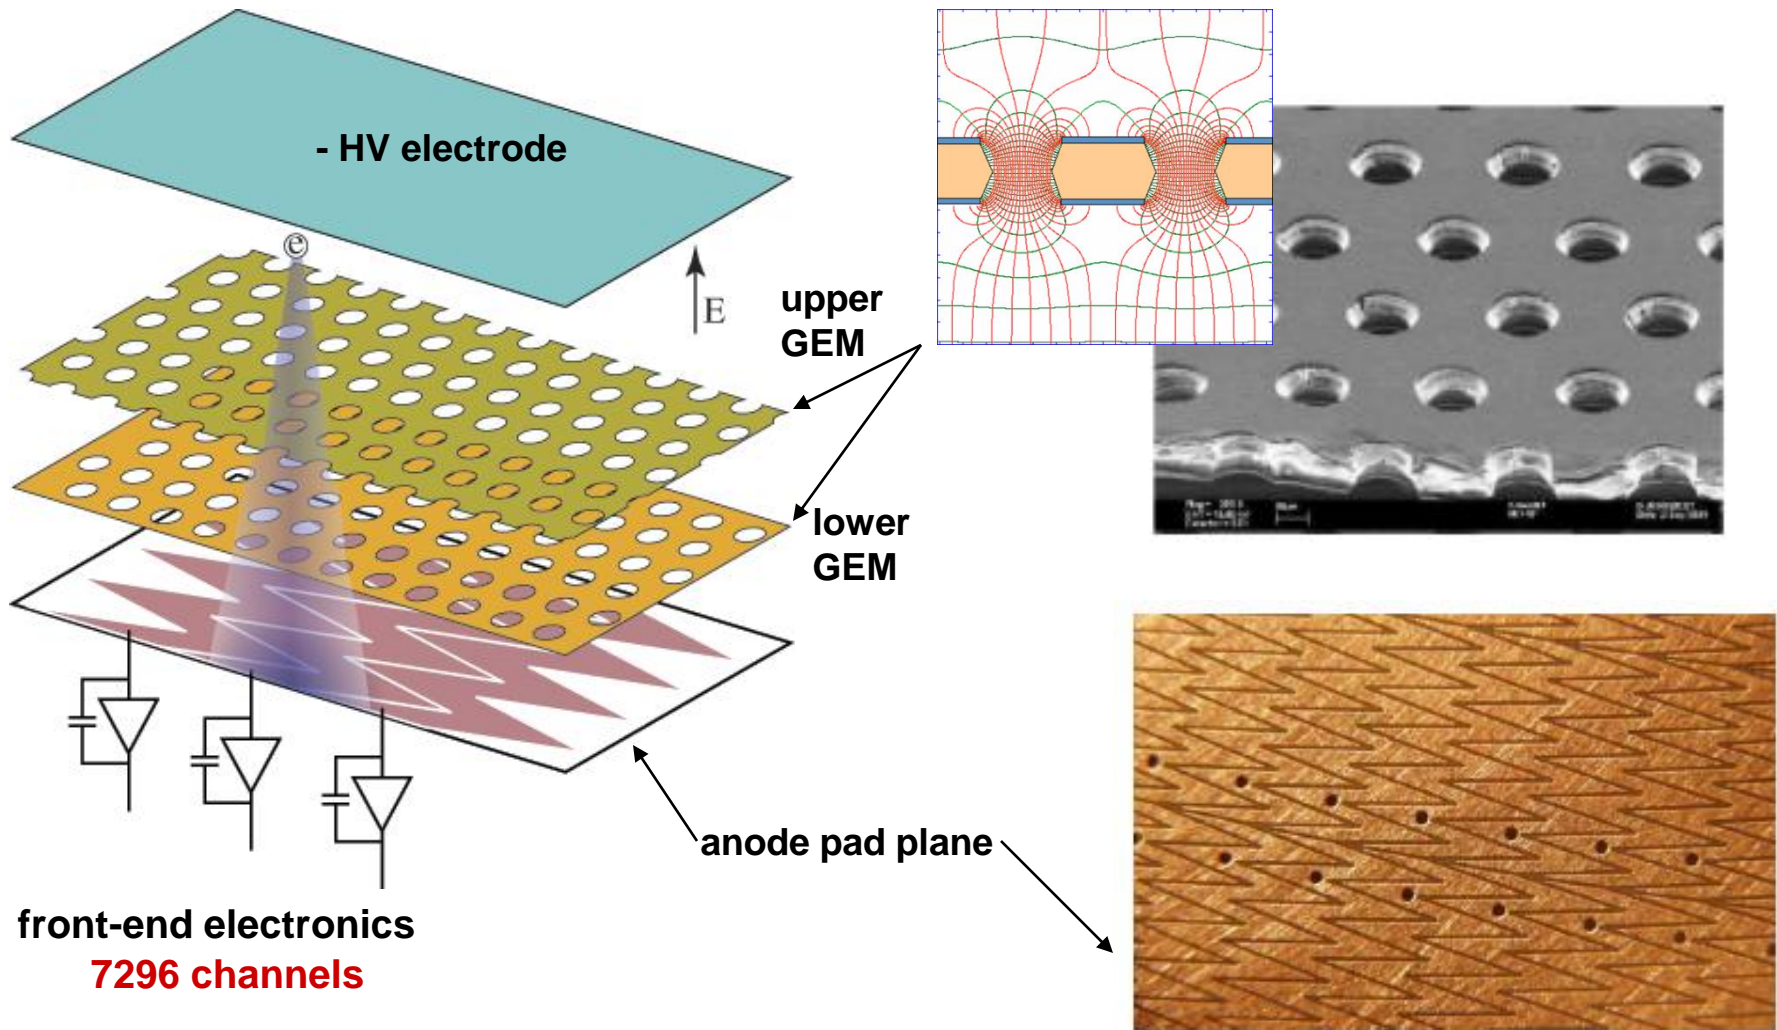 - HV electrode
e
E
upper
GEM
lower
GEM
anode pad plane
front-end electronics
7296 channels